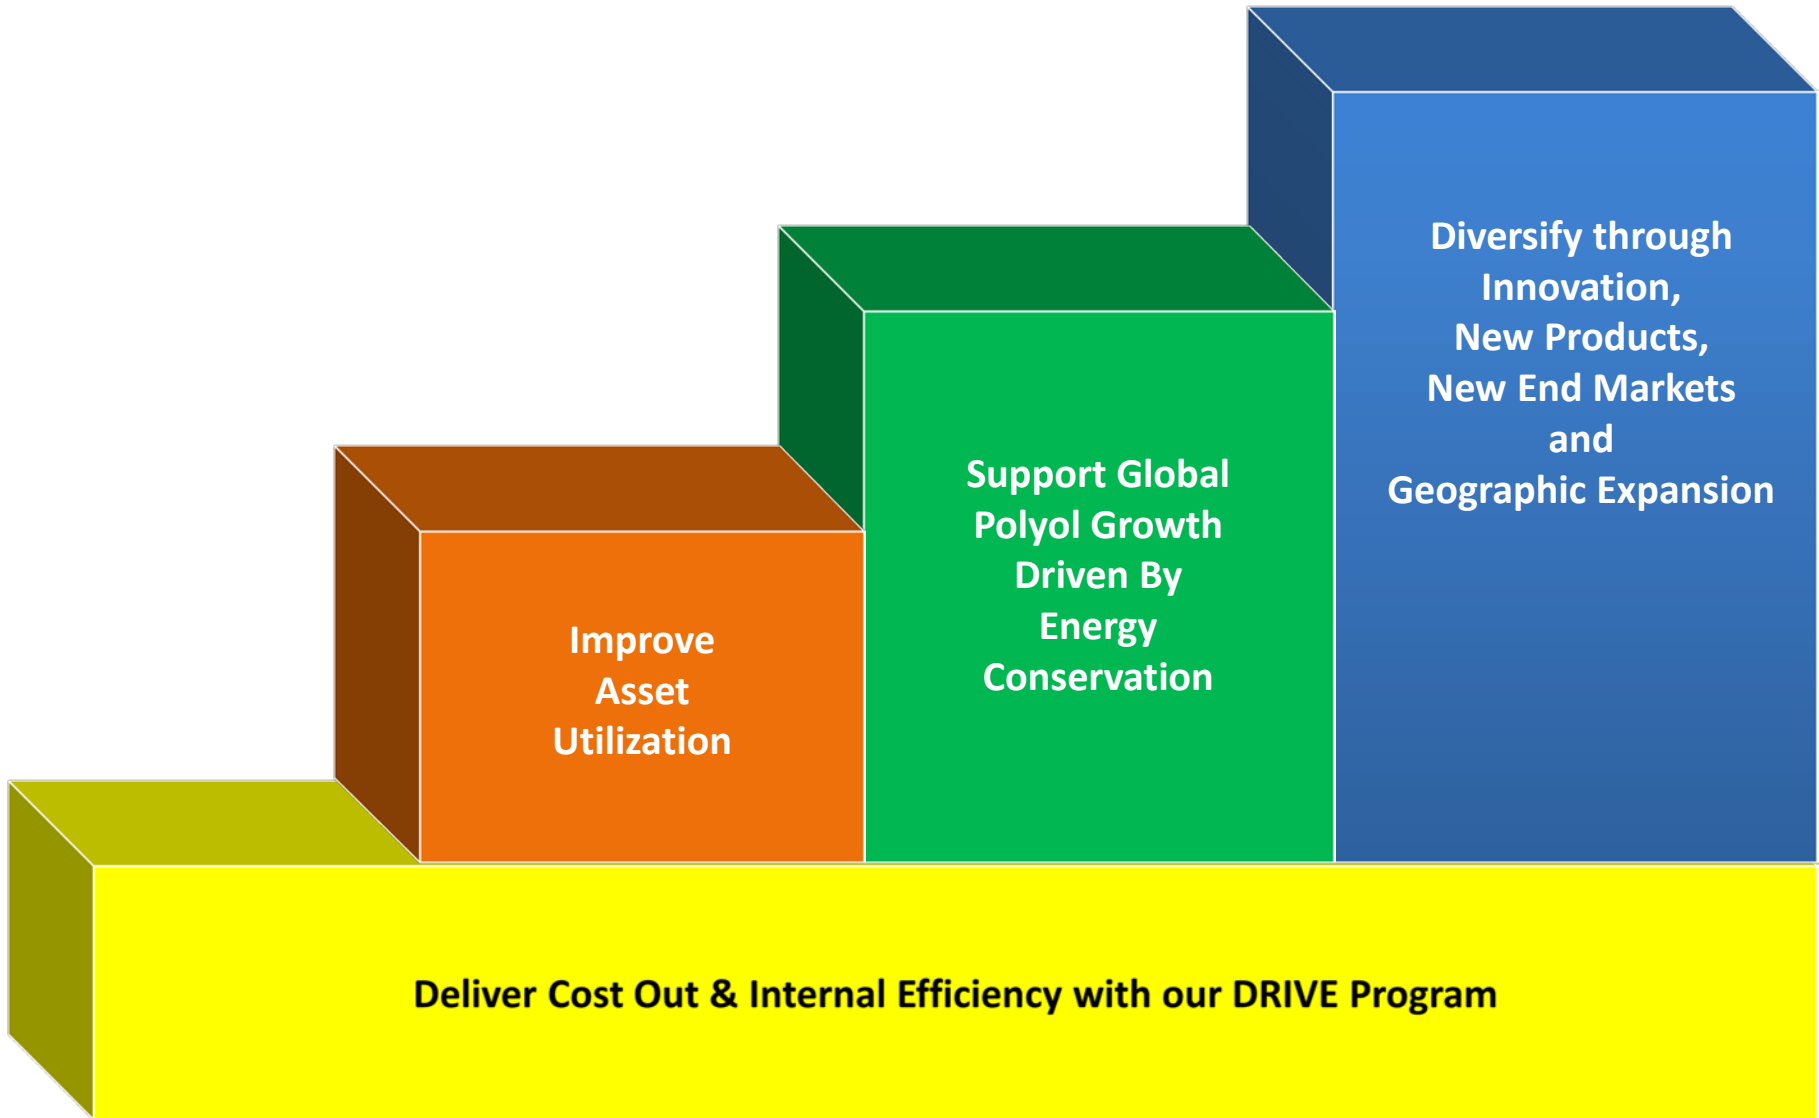 Diversify through
Innovation,
New Products,
New End Markets
and
Geographic Expansion
Support Global
Polyol Growth
Driven By
Energy
Conservation
Improve
Asset
Utilization
Deliver Cost Out & Internal Efficiency with our DRIVE Program